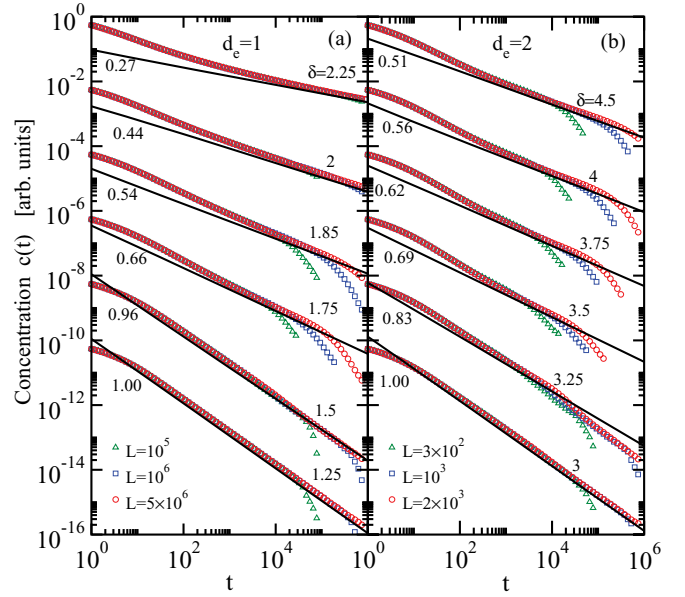 d_e=1 (a)
d_e=2 (b)
Concentration c(t) [arb. units]
10^0
10^-2
10^-4
10^-6
10^-8
10^-10
10^-12
10^-14
10^-16
0.27 δ=2.25
0.44 2
0.54 1.85
0.66 1.75
0.96 1.5
1.00 1.25
L=10^5
L=10^6
L=5×10^6
0.51 δ=4.5
0.56 4
0.62 3.75
0.69 3.5
0.83 3.25
1.00 3
L=3×10^2
L=10^3
L=2×10^3
10^0 10^2 10^4 10^0 10^2 10^4 10^6
t t